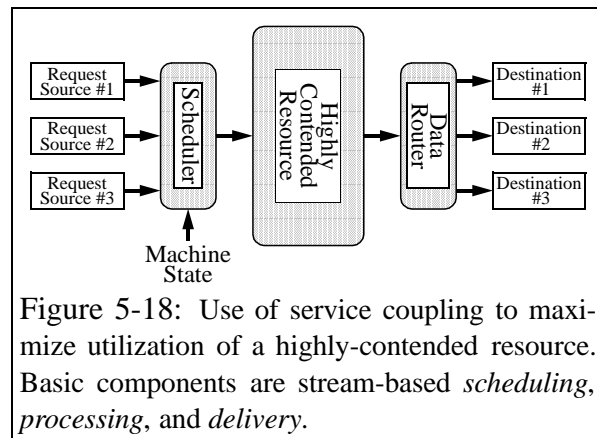 Request
Source #1
Request
Source #2
Request
Source #3
Scheduler
Machine
State
Highly
Contended
Resource
Data
Router
Destination
#1
Destination
#2
Destination
#3
Figure 5-18: Use of service coupling to maxi-
mize utilization of a highly-contended resource.
Basic components are stream-based scheduling,
processing, and delivery.